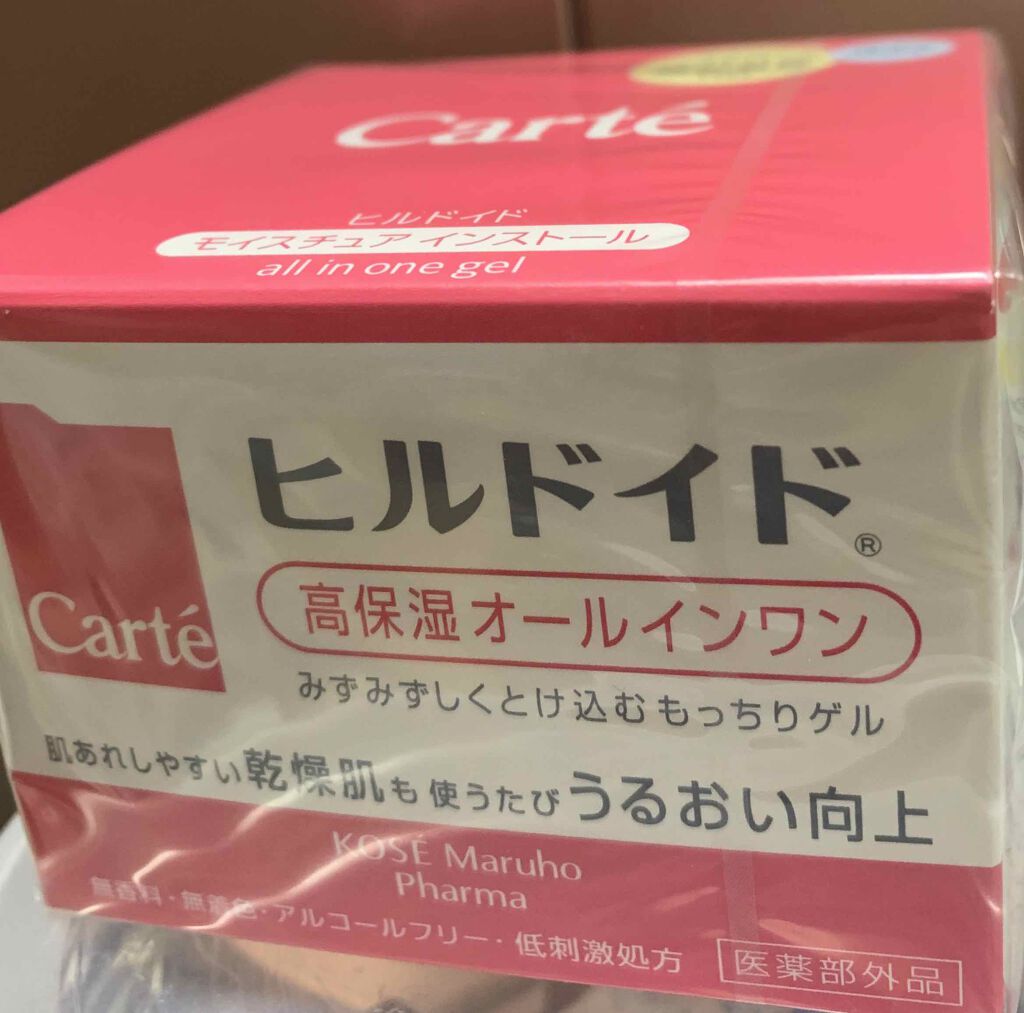 Carté
ヒルドイド
モイスチュア インストール
all in one gel
ヒルドイド®
高保湿オールインワン
Carté
みずみずしくとけ込むもっちりゲル
肌あれしやすい乾燥肌も使うたびうるおい向上
KOSÉ Maruho
Pharma
無香料・無着色・アルコールフリー・低刺激処方
医薬部外品